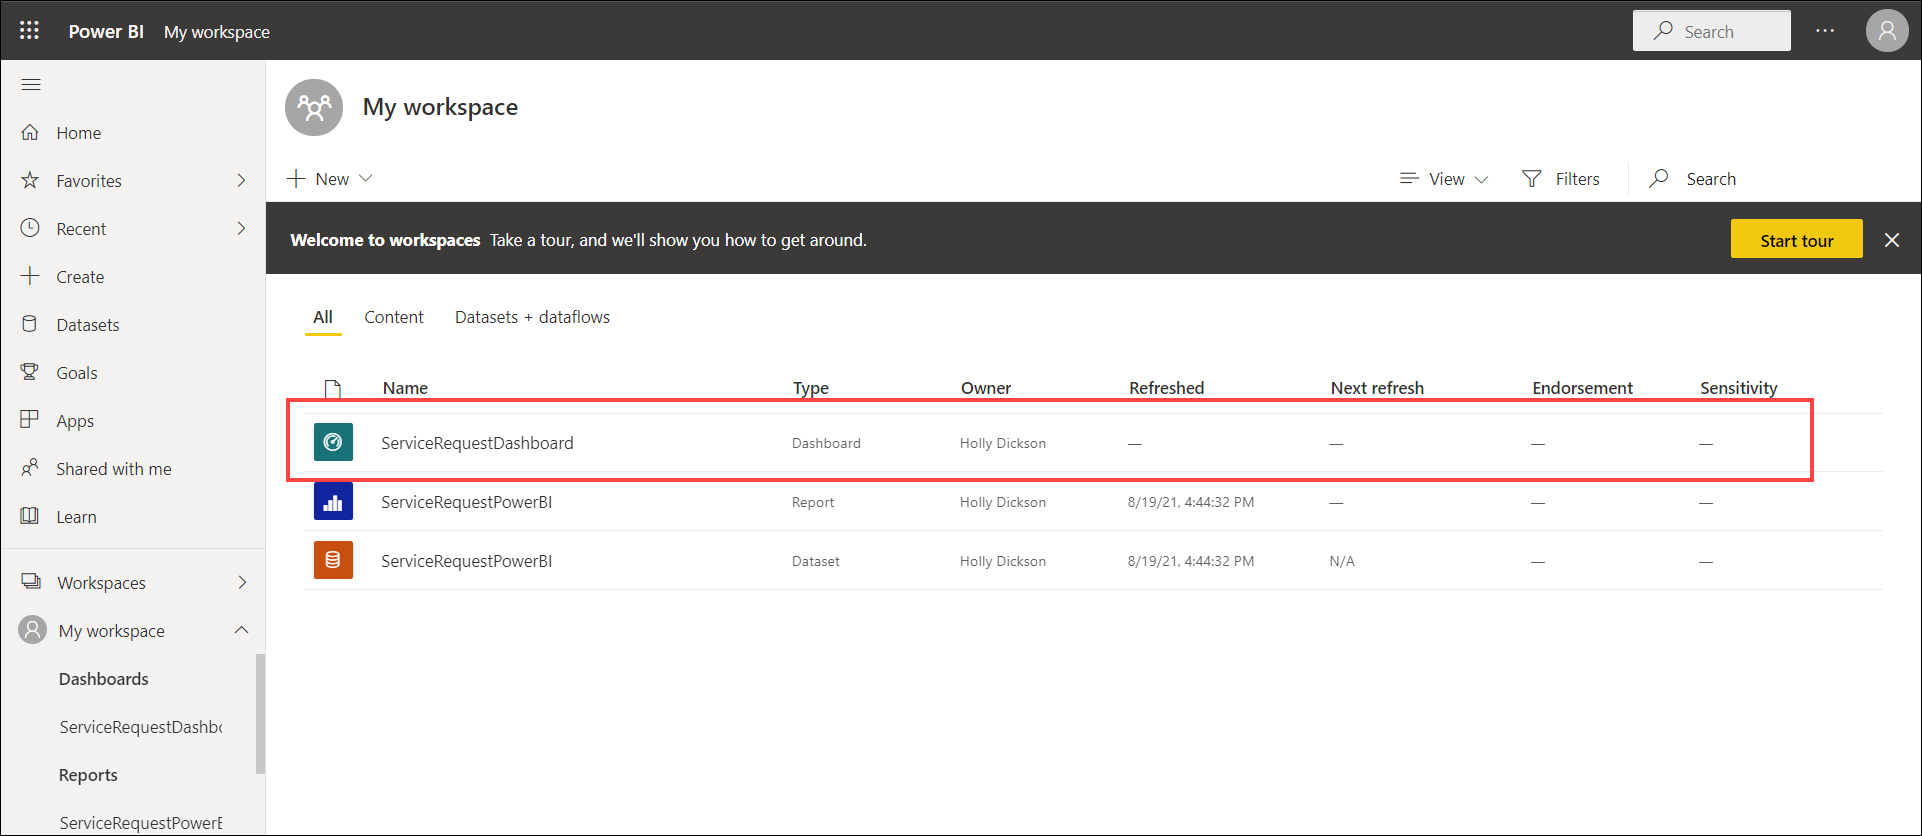 Power BI My workspace Search ...
My workspace
Home
Favorites
Recent
Create
Datasets
Goals
Apps
Shared with me
Learn
Workspaces
My workspace
Dashboards
ServiceRequestDashbo
Reports
ServiceRequestPowerB
New View Filters Search
Welcome to workspaces Take a tour, and we'll show you how to get around. Start tour
All Content Datasets + dataflows
Name Type Owner Refreshed Next refresh Endorsement Sensitivity
ServiceRequestDashboard Dashboard Holly Dickson — — — —
ServiceRequestPowerBI Report Holly Dickson 8/19/21, 4:44:32 PM — — —
ServiceRequestPowerBI Dataset Holly Dickson 8/19/21, 4:44:32 PM N/A — —